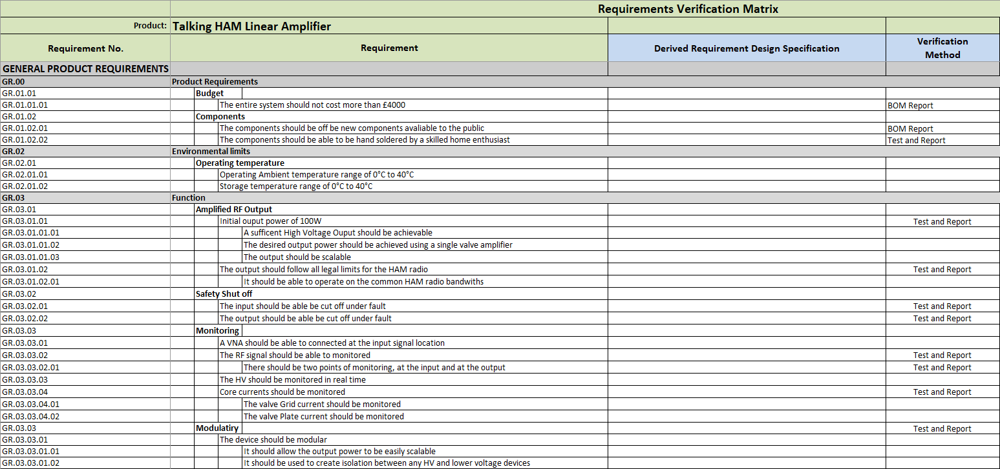 Requirements Verification Matrix
Product: Talking HAM Linear Amplifier
Requirement No. Requirement Derived Requirement Design Specification Verification Method
GENERAL PRODUCT REQUIREMENTS
GR.00 Product Requirements
GR.01.01 Budget
GR.01.01.01 The entire system should not cost more than £4000 BOM Report
GR.01.02 Components
GR.01.02.01 The components should be off be new components avaliable to the public BOM Report
GR.01.02.02 The components should be able to be hand soldered by a skilled home enthusiast Test and Report
GR.02 Environmental limits
GR.02.01 Operating temperature
GR.02.01.01 Operating Ambient temperature range of 0°C to 40°C
GR.02.01.02 Storage temperature range of 0°C to 40°C
GR.03 Function
GR.03.01 Amplified RF Output
GR.03.01.01 Initial ouput power of 100W Test and Report
GR.03.01.01.01 A sufficent High Voltage Ouput should be achievable
GR.03.01.01.02 The desired output power should be achieved using a single valve amplifier
GR.03.01.01.03 The output should be scalable
GR.03.01.02 The output should follow all legal limits for the HAM radio Test and Report
GR.03.01.02.01 It should be able to operate on the common HAM radio bandwiths
GR.03.02 Safety Shut off
GR.03.02.01 The input should be able be cut off under fault Test and Report
GR.03.02.02 The output should be able be cut off under fault Test and Report
GR.03.03 Monitoring
GR.03.03.01 A VNA should be able to connected at the input signal location
GR.03.03.02 The RF signal should be able to monitored Test and Report
GR.03.03.02.01 There should be two points of monitoring, at the input and at the output Test and Report
GR.03.03.03 The HV should be monitored in real time
GR.03.03.04 Core currents should be monitored Test and Report
GR.03.03.04.01 The valve Grid current should be monitored
GR.03.03.04.02 The valve Plate current should be monitored
GR.03.03 Modulatiry Test and Report
GR.03.03.01 The device should be modular
GR.03.03.01.01 It should allow the output power to be easily scalable
GR.03.03.01.02 It should be used to create isolation between any HV and lower voltage devices